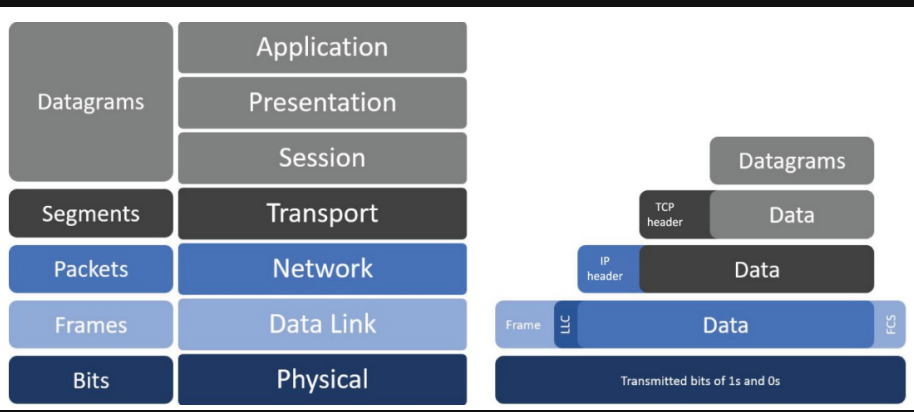 Datagrams
Application
Presentation
Session
Segments
Transport
Packets
Network
Frames
Data Link
Bits
Physical
Datagrams
TCP
header
Data
IP
header
Data
Frame
LLC
Data
FCS
Transmitted bits of 1s and 0s